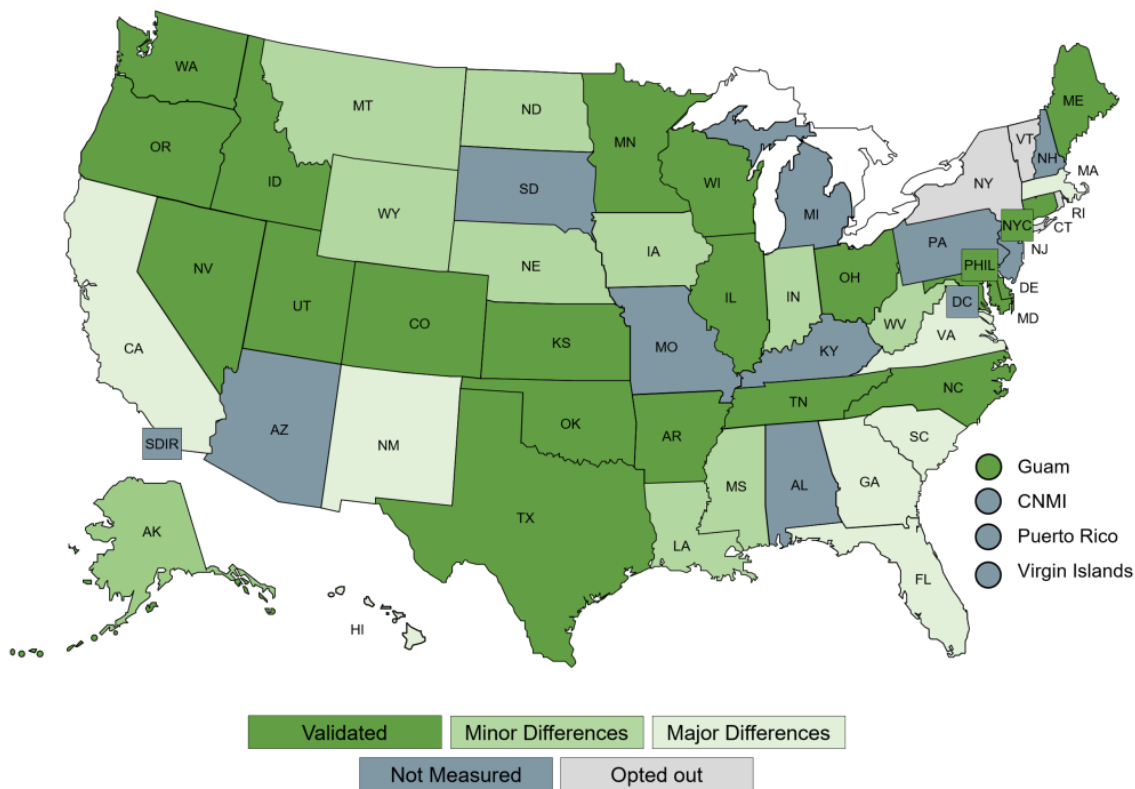 WA
MT
ND
MN
ME
VT
NH
OR
ID
SD
WI
NY
MA
WY
MI
RI
NYC
CT
PA
NJ
IA
NE
PHIL
NV
OH
DE
UT
IL
IN
DC
CO
WV
MD
CA
KS
MO
KY
VA
NC
TN
OK
AZ
SDIR
NM
AR
SC
Guam
MS
AL
GA
CNMI
TX
AK
LA
Puerto Rico
FL
Virgin Islands
HI
Validated
Minor Differences
Major Differences
Not Measured
Opted out